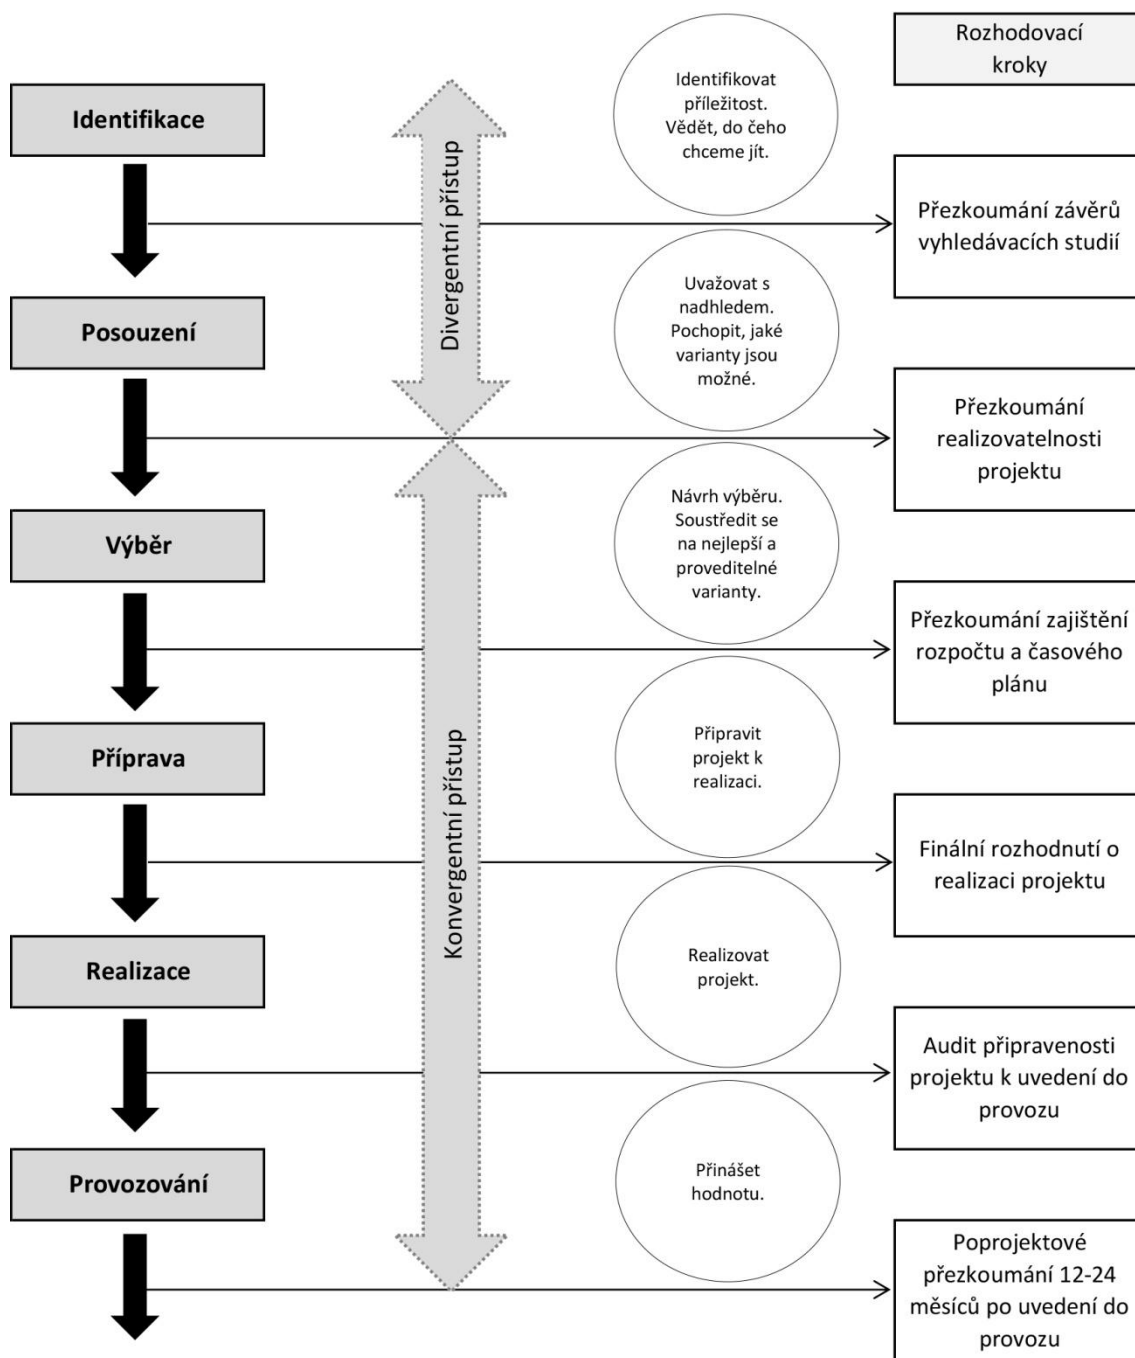 Rozhodovací
kroky
Identifikace
Identifikovat
příležitost.
Vědět, do čeho
chceme jít.
Přezkoumání závěrů
vyhledávacích studií
Divergentní přístup
Posouzení
Uvažovat s
nadhledem.
Pochopit, jaké
varianty jsou
možné.
Přezkoumání
realizovatelnosti
projektu
Výběr
Návrh výběru.
Soustředit se
na nejlepší a
proveditelné
varianty.
Přezkoumání zajištění
rozpočtu a časového
plánu
Konvergentní přístup
Příprava
Připravit
projekt k
realizaci.
Finální rozhodnutí o
realizaci projektu
Realizace
Realizovat
projekt.
Audit připravenosti
projektu k uvedení do
provozu
Provozování
Přinášet
hodnotu.
Poprojektové
přezkoumání 12-24
měsíců po uvedení do
provozu